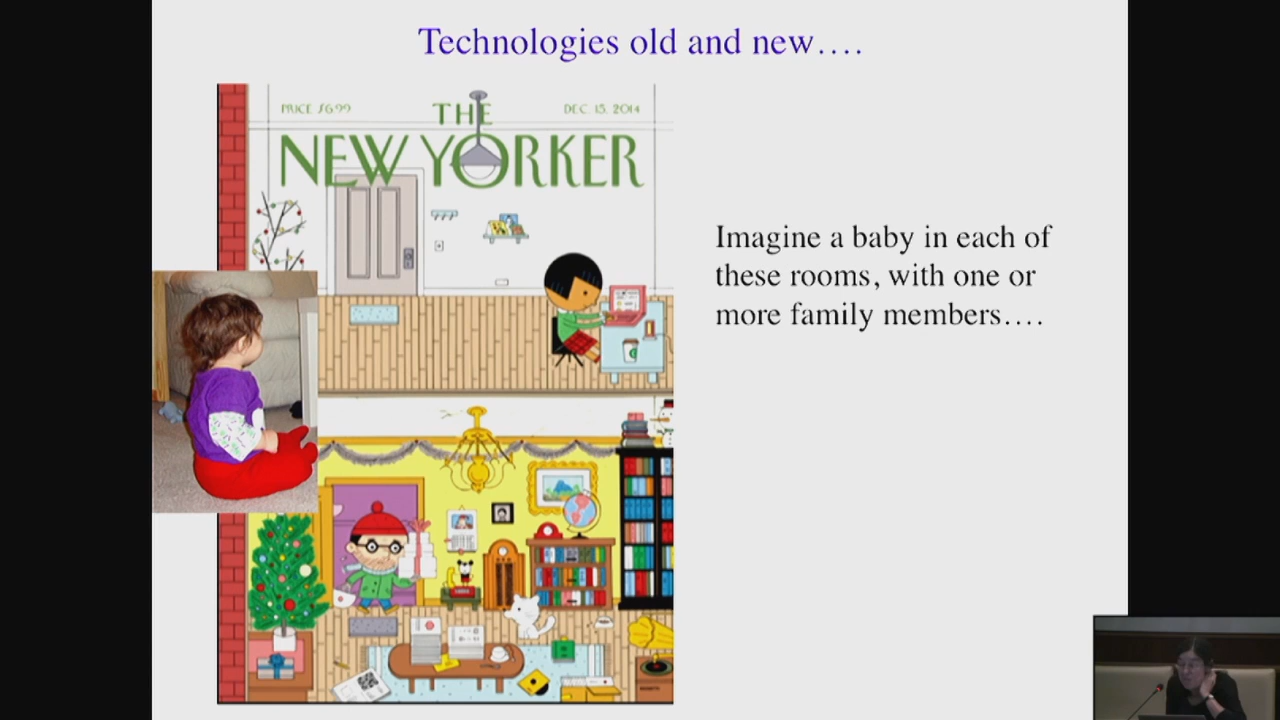 Technologies old and new….
PRICE $6.99
THE
DEC. 15, 2014
NEW YORKER
Imagine a baby in each of
these rooms, with one or
more family members….